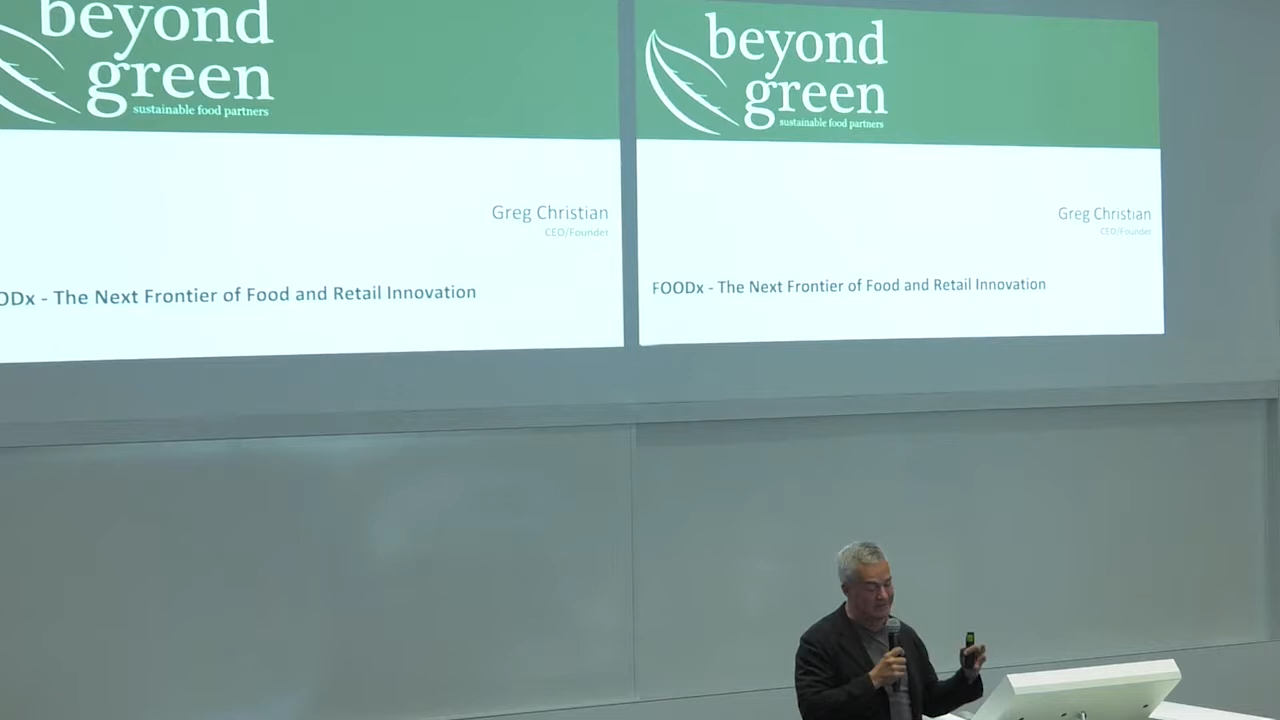 beyond
green
sustainable food partners
Greg Christian
CEO/Founder
ODx - The Next Frontier of Food and Retail Innovation
beyond
green
sustainable food partners
Greg Christian
CEO/Founder
FOODx - The Next Frontier of Food and Retail Innovation